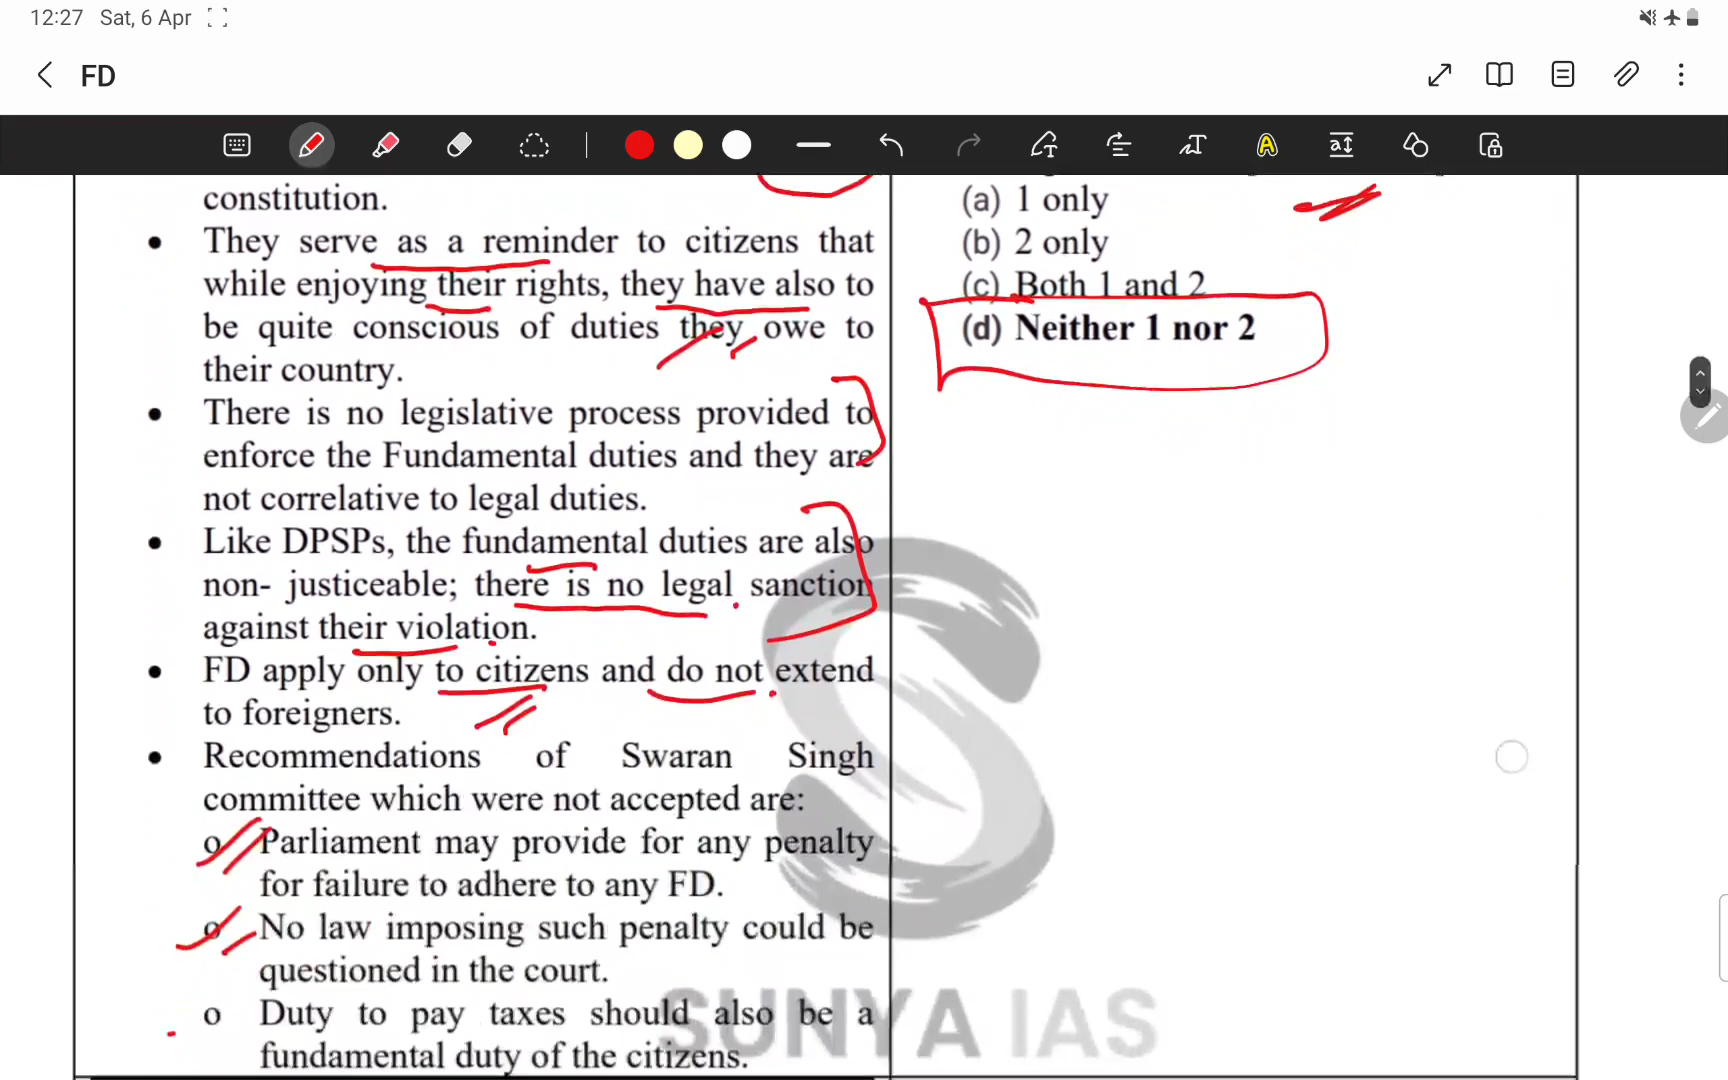 12:27 Sat, 6 Apr
FD
constitution.
• They serve as a reminder to citizens that
while enjoying their rights, they have also to
be quite conscious of duties they owe to
their country.
• There is no legislative process provided to
enforce the Fundamental duties and they are
not correlative to legal duties.
• Like DPSPs, the fundamental duties are also
non- justiceable; there is no legal sanction
against their violation.
• FD apply only to citizens and do not extend
to foreigners.
• Recommendations of Swaran Singh
committee which were not accepted are:
o Parliament may provide for any penalty
for failure to adhere to any FD.
o No law imposing such penalty could be
questioned in the court.
o Duty to pay taxes should also be a
fundamental duty of the citizens.
(a) 1 only
(b) 2 only
(c) Both 1 and 2
(d) Neither 1 nor 2
SUNYA IAS